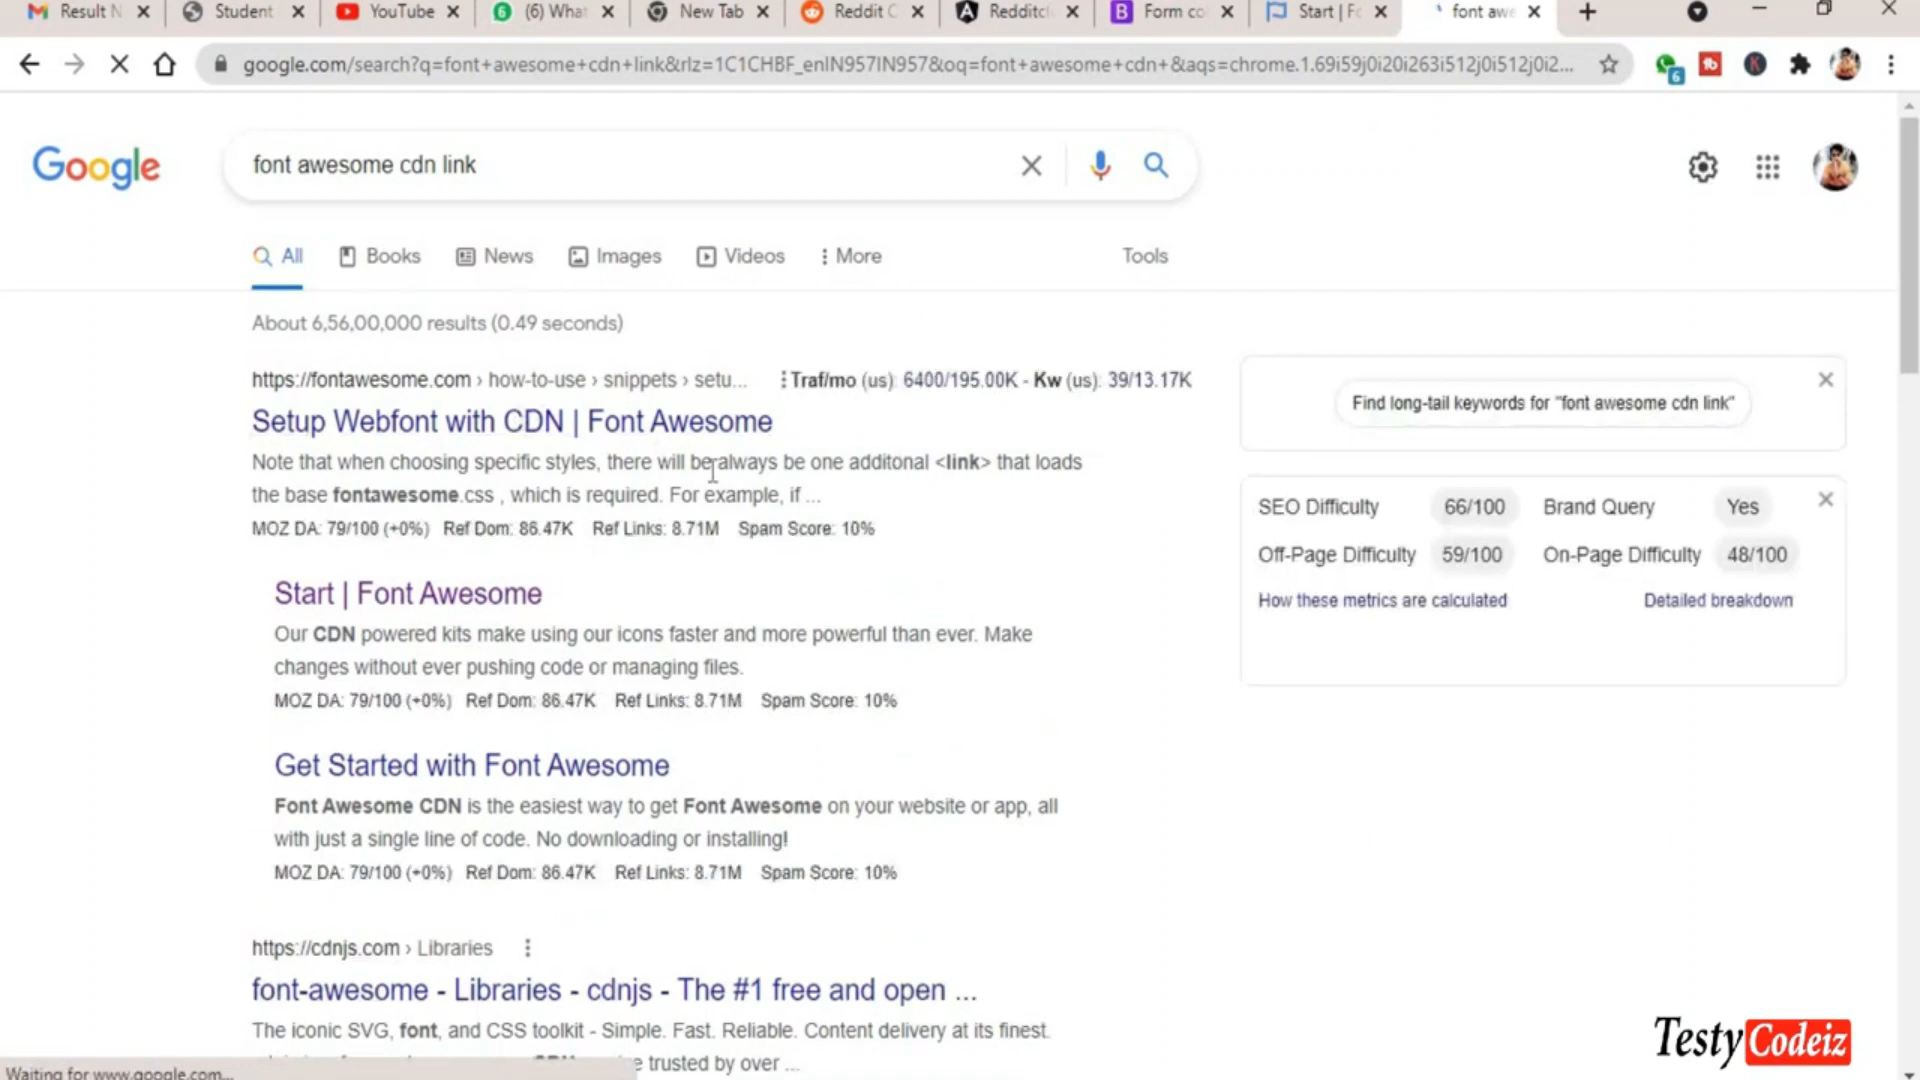 Result N
Student
YouTube
(6) What
New Tab
Reddit C
Redditcl
Form co
Start | Fo
font awe
google.com/search?q=font+awesome+cdn+link&rlz=1C1CHBF_enIN957IN957&oq=font+awesome+cdn+&aqs=chrome.1.69i59j0i20i263i512j0i512j0i2...
6
Google
font awesome cdn link
All
Books
News
Images
Videos
More
Tools
About 6,56,00,000 results (0.49 seconds)
https://fontawesome.com › how-to-use › snippets › setu...
Traf/mo (us): 6400/195.00K - Kw (us): 39/13.17K
Setup Webfont with CDN | Font Awesome
Note that when choosing specific styles, there will be always be one additonal <link> that loads
the base fontawesome.css , which is required. For example, if ...
MOZ DA: 79/100 (+0%) Ref Dom: 86.47K Ref Links: 8.71M Spam Score: 10%
Start | Font Awesome
Our CDN powered kits make using our icons faster and more powerful than ever. Make
changes without ever pushing code or managing files.
MOZ DA: 79/100 (+0%) Ref Dom: 86.47K Ref Links: 8.71M Spam Score: 10%
Get Started with Font Awesome
Font Awesome CDN is the easiest way to get Font Awesome on your website or app, all
with just a single line of code. No downloading or installing!
MOZ DA: 79/100 (+0%) Ref Dom: 86.47K Ref Links: 8.71M Spam Score: 10%
https://cdnjs.com › Libraries
font-awesome - Libraries - cdnjs - The #1 free and open ...
The iconic SVG, font, and CSS toolkit - Simple. Fast. Reliable. Content delivery at its finest.
trusted by over ...
Waiting for www.google.com...
Find long-tail keywords for "font awesome cdn link"
SEO Difficulty 66/100 Brand Query Yes
Off-Page Difficulty 59/100 On-Page Difficulty 48/100
How these metrics are calculated Detailed breakdown
Testy Codeiz